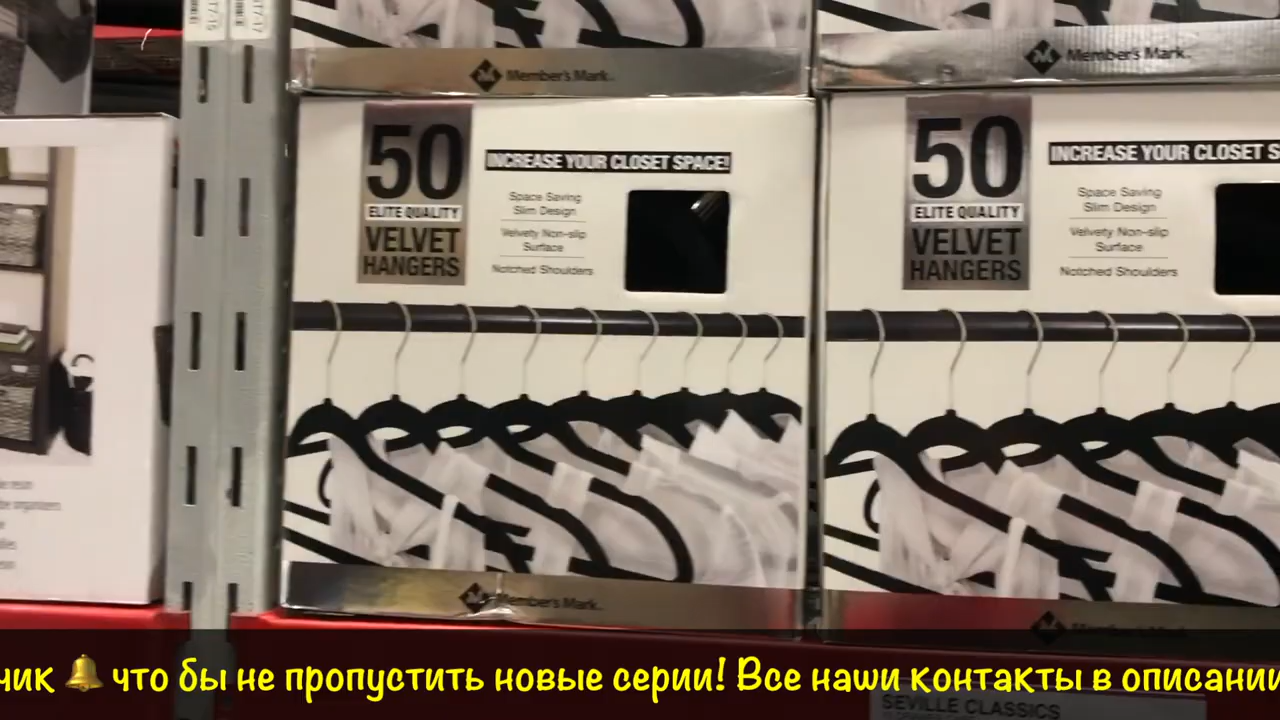 Member's Mark.
Member's Mark.
50
ELITE QUALITY
VELVET
HANGERS
INCREASE YOUR CLOSET SPACE!
Space Saving
Slim Design
Velvety Non-slip
Surface
Notched Shoulders
50
ELITE QUALITY
VELVET
HANGERS
INCREASE YOUR CLOSET S
Space Saving
Slim Design
Velvety Non-slip
Surface
Notched Shoulders
Member's Mark.
Member's Mark
чик 🔔 что бы не пропустить новые серии! Все наши контакты в описании
SEVILLE CLASSICS